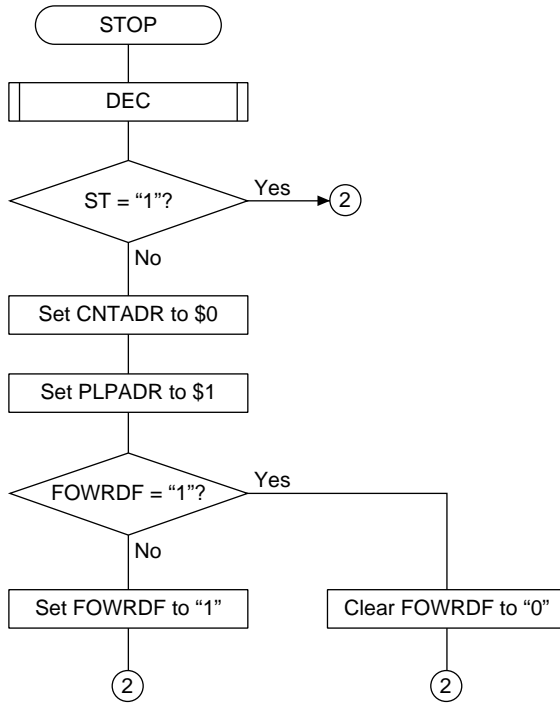 STOP
DEC
ST = “1”?
Yes
2
No
Set CNTADR to $0
Set PLPADR to $1
FOWRDF = “1”?
Yes
No
Set FOWRDF to “1”
Clear FOWRDF to “0”
2
2